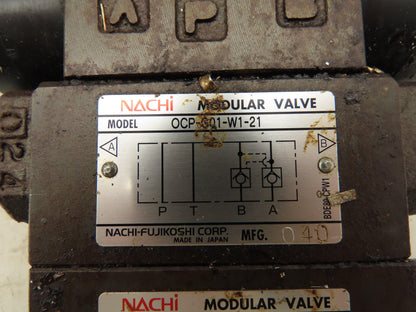 A P B
024
NACHi MODULAR VALVE
MODEL OCP-G01-W1-21
A B
P T B A
NACHI-FUJIKOSHI CORP.
MADE IN JAPAN MFG. 040
NACHi MODULAR VALVE